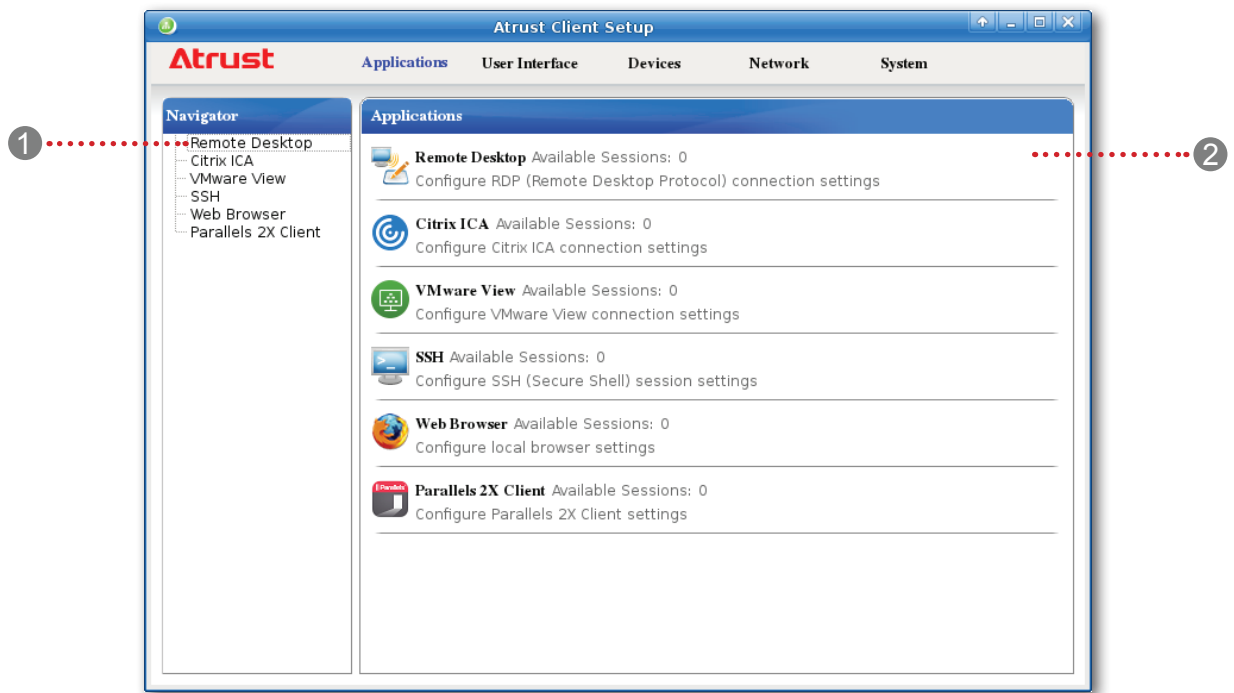 Atrust Client Setup
Atrust
Applications User Interface Devices Network System
Navigator
Remote Desktop
Citrix ICA
VMware View
SSH
Web Browser
Parallels 2X Client
Applications
Remote Desktop Available Sessions: 0
Configure RDP (Remote Desktop Protocol) connection settings
Citrix ICA Available Sessions: 0
Configure Citrix ICA connection settings
VMware View Available Sessions: 0
Configure VMware View connection settings
SSH Available Sessions: 0
Configure SSH (Secure Shell) session settings
Web Browser Available Sessions: 0
Configure local browser settings
Parallels
Parallels 2X Client Available Sessions: 0
Configure Parallels 2X Client settings
1
2